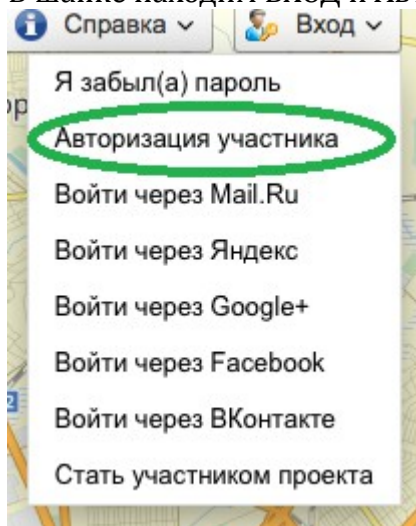 Справка
Вход
Я забыл(а) пароль
Авторизация участника
Войти через Mail.Ru
Войти через Яндекс
Войти через Google+
Войти через Facebook
Войти через ВКонтакте
Стать участником проекта